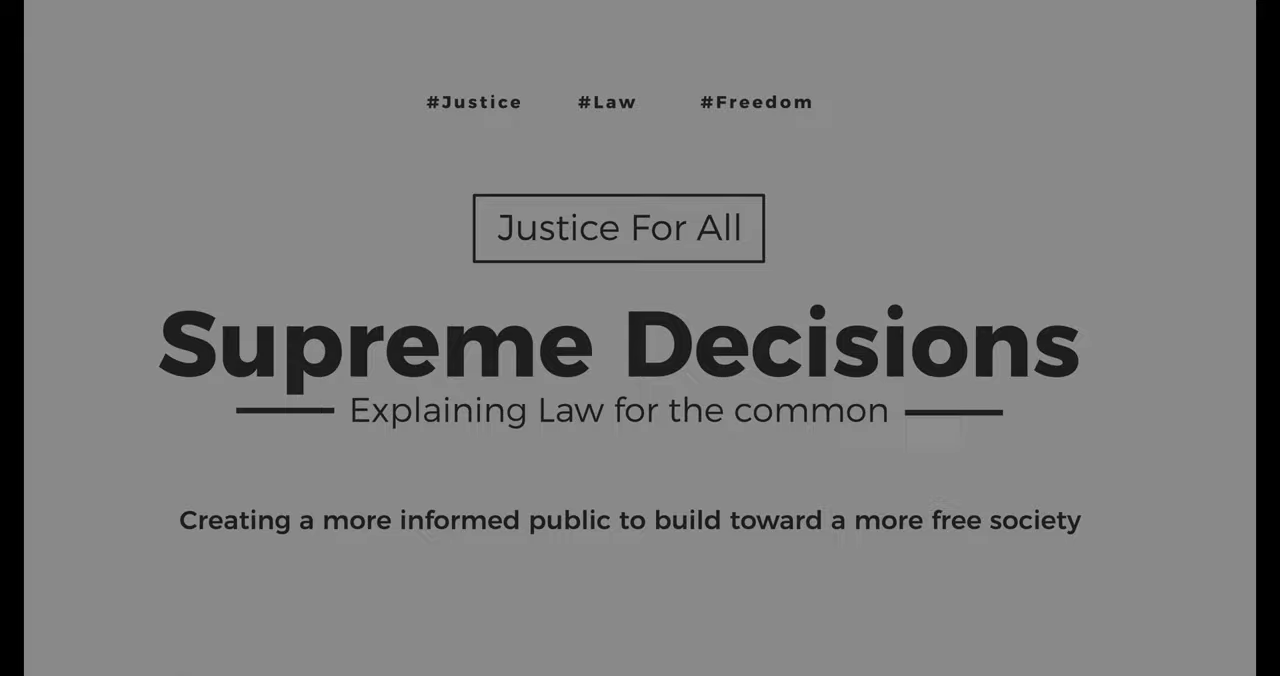 #Justice #Law #Freedom
Justice For All
Supreme Decisions
Explaining Law for the common
Creating a more informed public to build toward a more free society